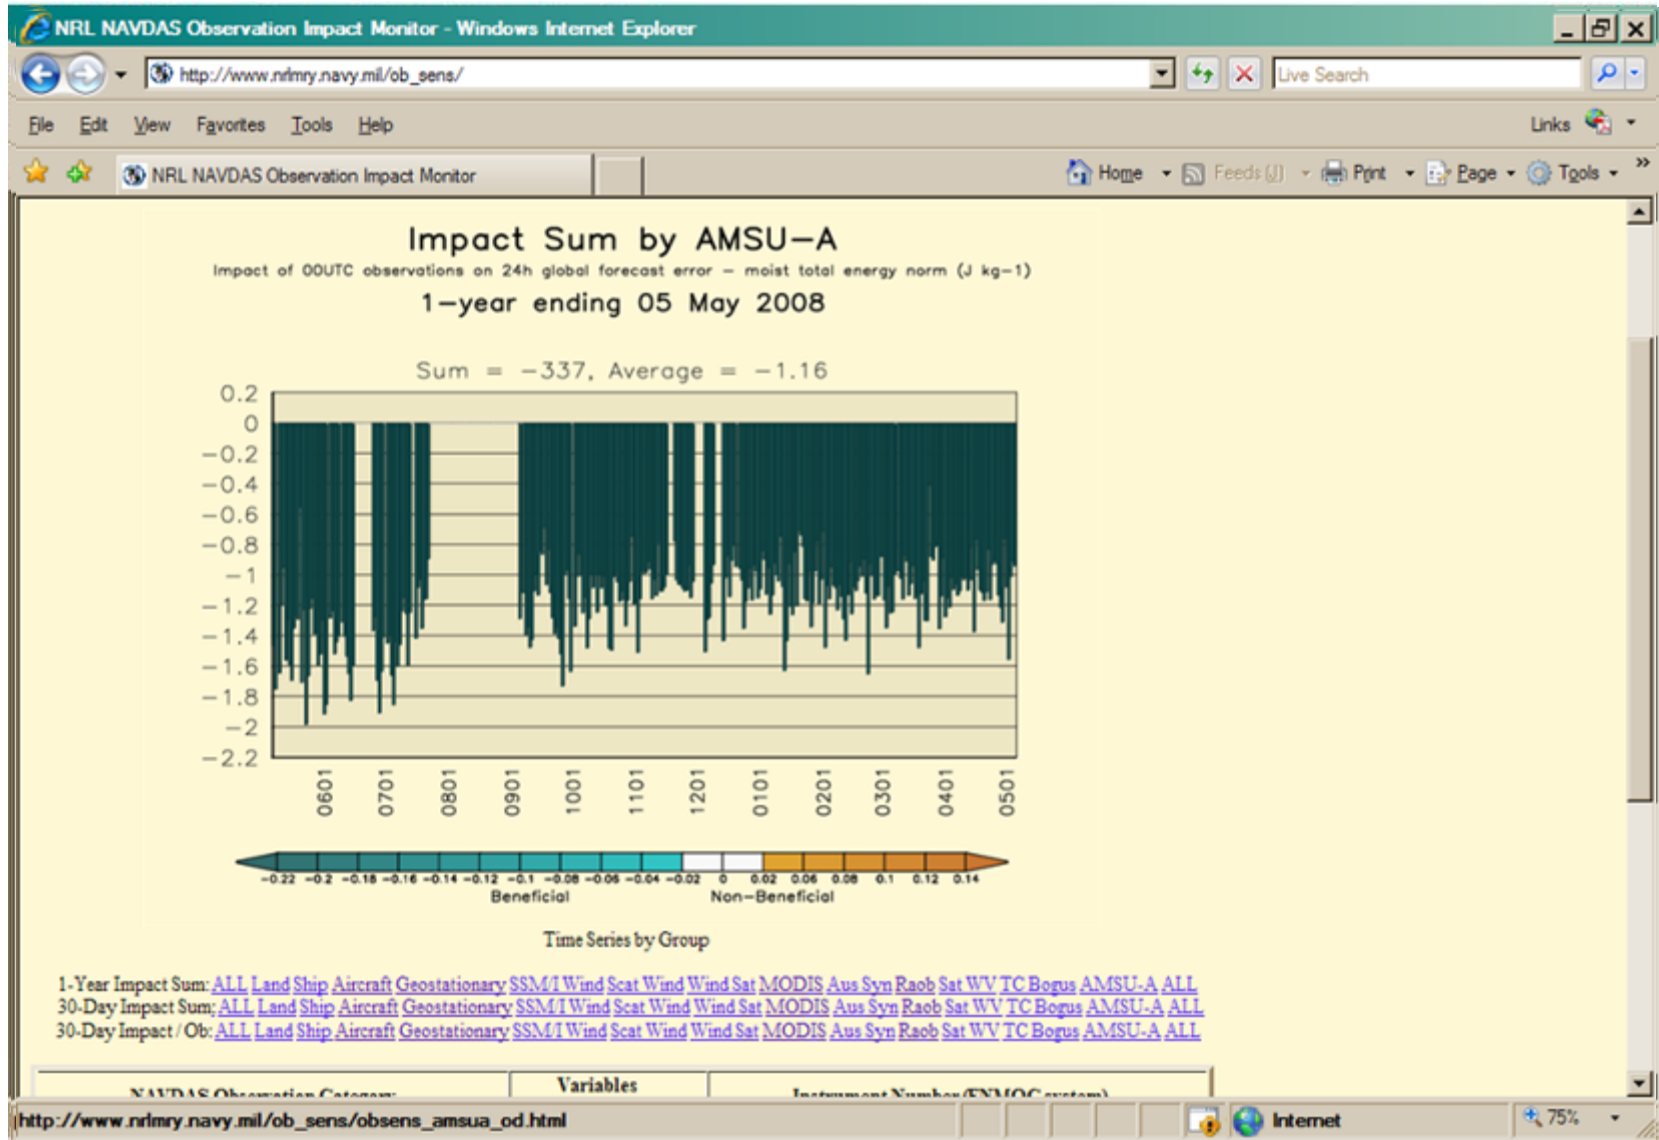 NRL NAVDAS Observation Impact Monitor - Windows Internet Explorer
http://www.nrlmry.navy.mil/ob_sens/
Live Search
File Edit View Favorites Tools Help
Links
NRL NAVDAS Observation Impact Monitor
Home Feeds (J) Print Page Tools »
Impact Sum by AMSU-A
Impact of 00UTC observations on 24h global forecast error - moist total energy norm (J kg-1)
1-year ending 05 May 2008
Sum = -337, Average = -1.16
0.2
0
-0.2
-0.4
-0.6
-0.8
-1
-1.2
-1.4
-1.6
-1.8
-2
-2.2
0601 0701 0801 0901 1001 1101 1201 0101 0201 0301 0401 0501
-0.22 -0.2 -0.18 -0.16 -0.14 -0.12 -0.1 -0.08 -0.06 -0.04 -0.02 0 0.02 0.06 0.08 0.1 0.12 0.14
Beneficial Non-Beneficial
Time Series by Group
1-Year Impact Sum: ALL Land Ship Aircraft Geostationary SSM/I Wind Scat Wind Wind Sat MODIS Aus Syn Raob Sat WV TC Bogus AMSU-A ALL
30-Day Impact Sum: ALL Land Ship Aircraft Geostationary SSM/I Wind Scat Wind Wind Sat MODIS Aus Syn Raob Sat WV TC Bogus AMSU-A ALL
30-Day Impact / Ob: ALL Land Ship Aircraft Geostationary SSM/I Wind Scat Wind Wind Sat MODIS Aus Syn Raob Sat WV TC Bogus AMSU-A ALL
Variables
NAVDAS Observation Category: Instrument Number (FNMOC system)
http://www.nrlmry.navy.mil/ob_sens/obsens_amsua_od.html
Internet
75%